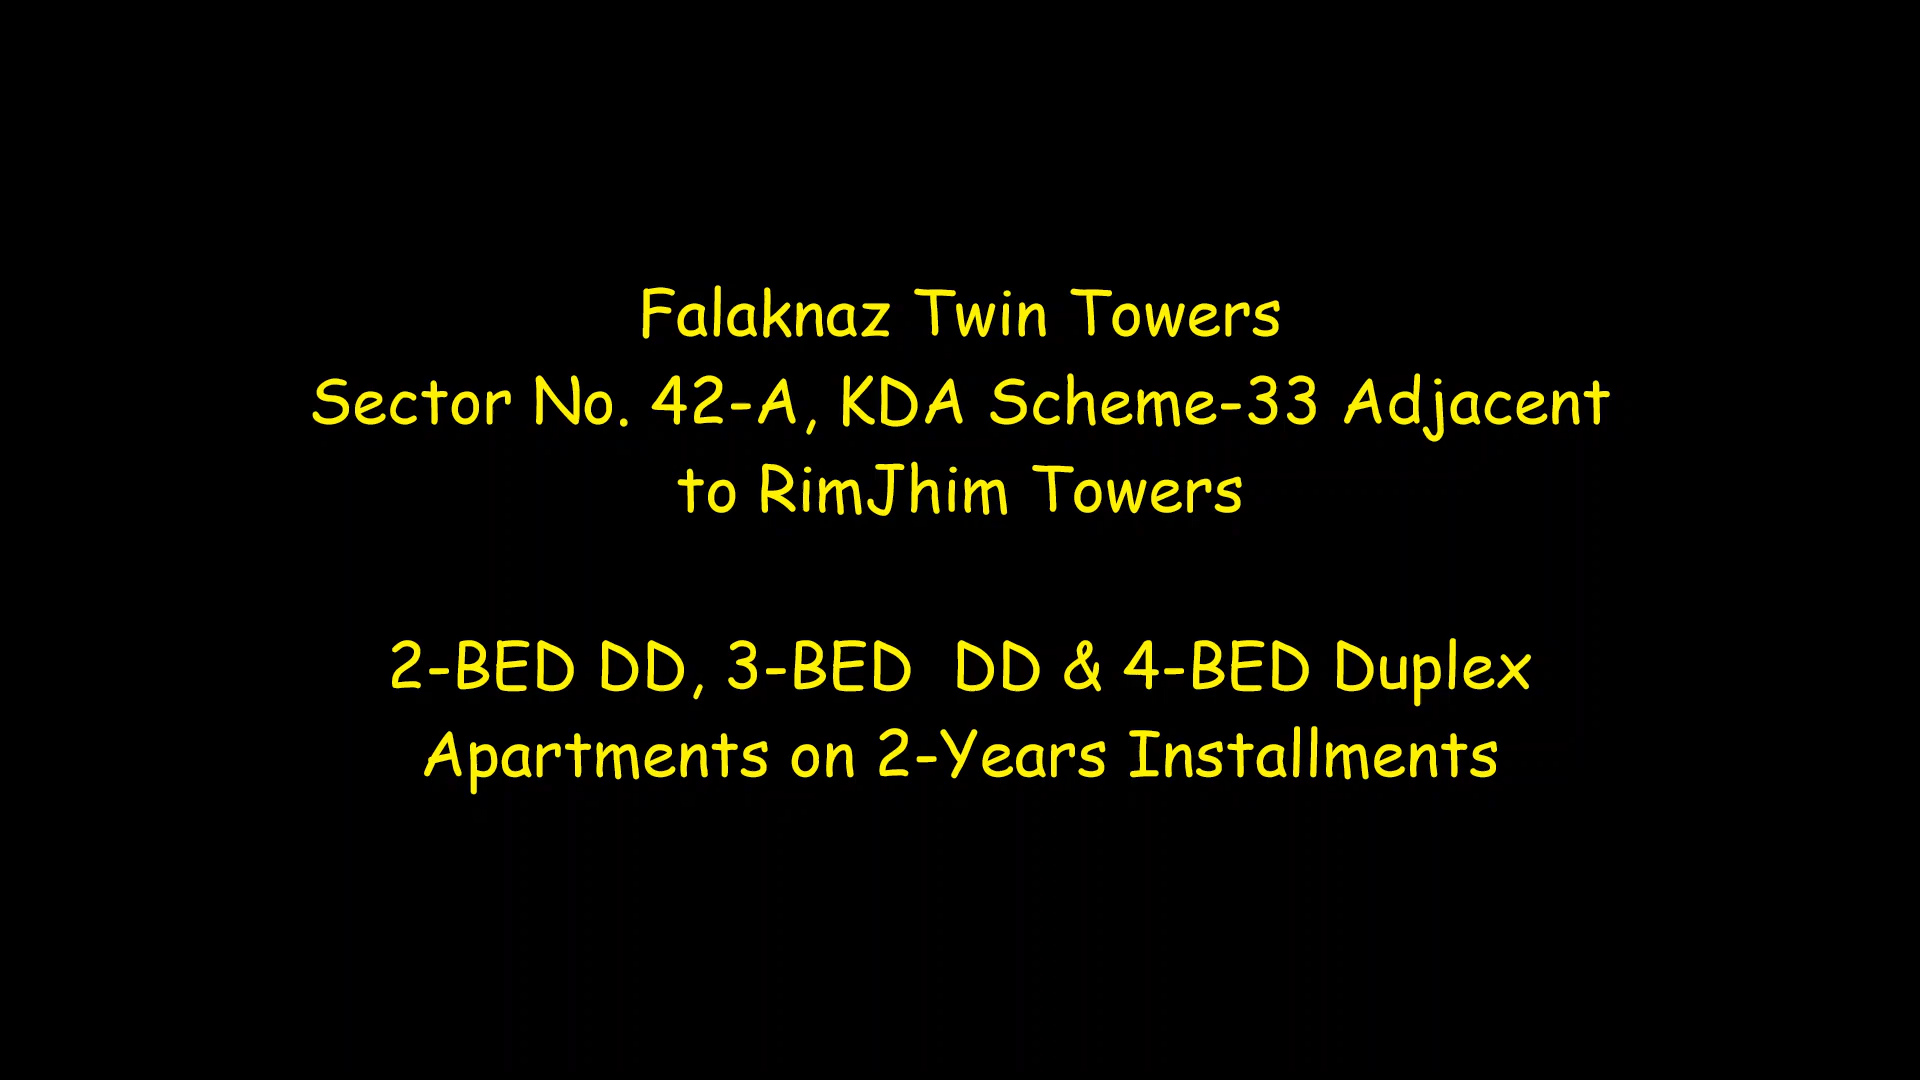 Falaknaz Twin Towers
Sector No. 42-A, KDA Scheme-33 Adjacent
to RimJhim Towers
2-BED DD, 3-BED  DD & 4-BED Duplex
Apartments on 2-Years Installments